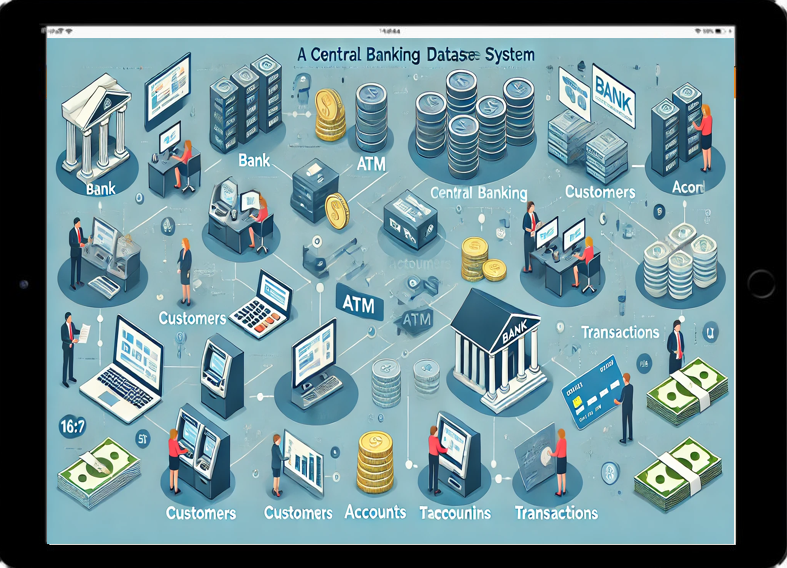 A Central Banking Datase System
BANK
Bank
Bank
ATM
Central Banking
Customers
Acorl
Customers
ATM
ATM
BANK
Transactions
16:7
Customers
Customers
Accounts
Taccounins
Transactions